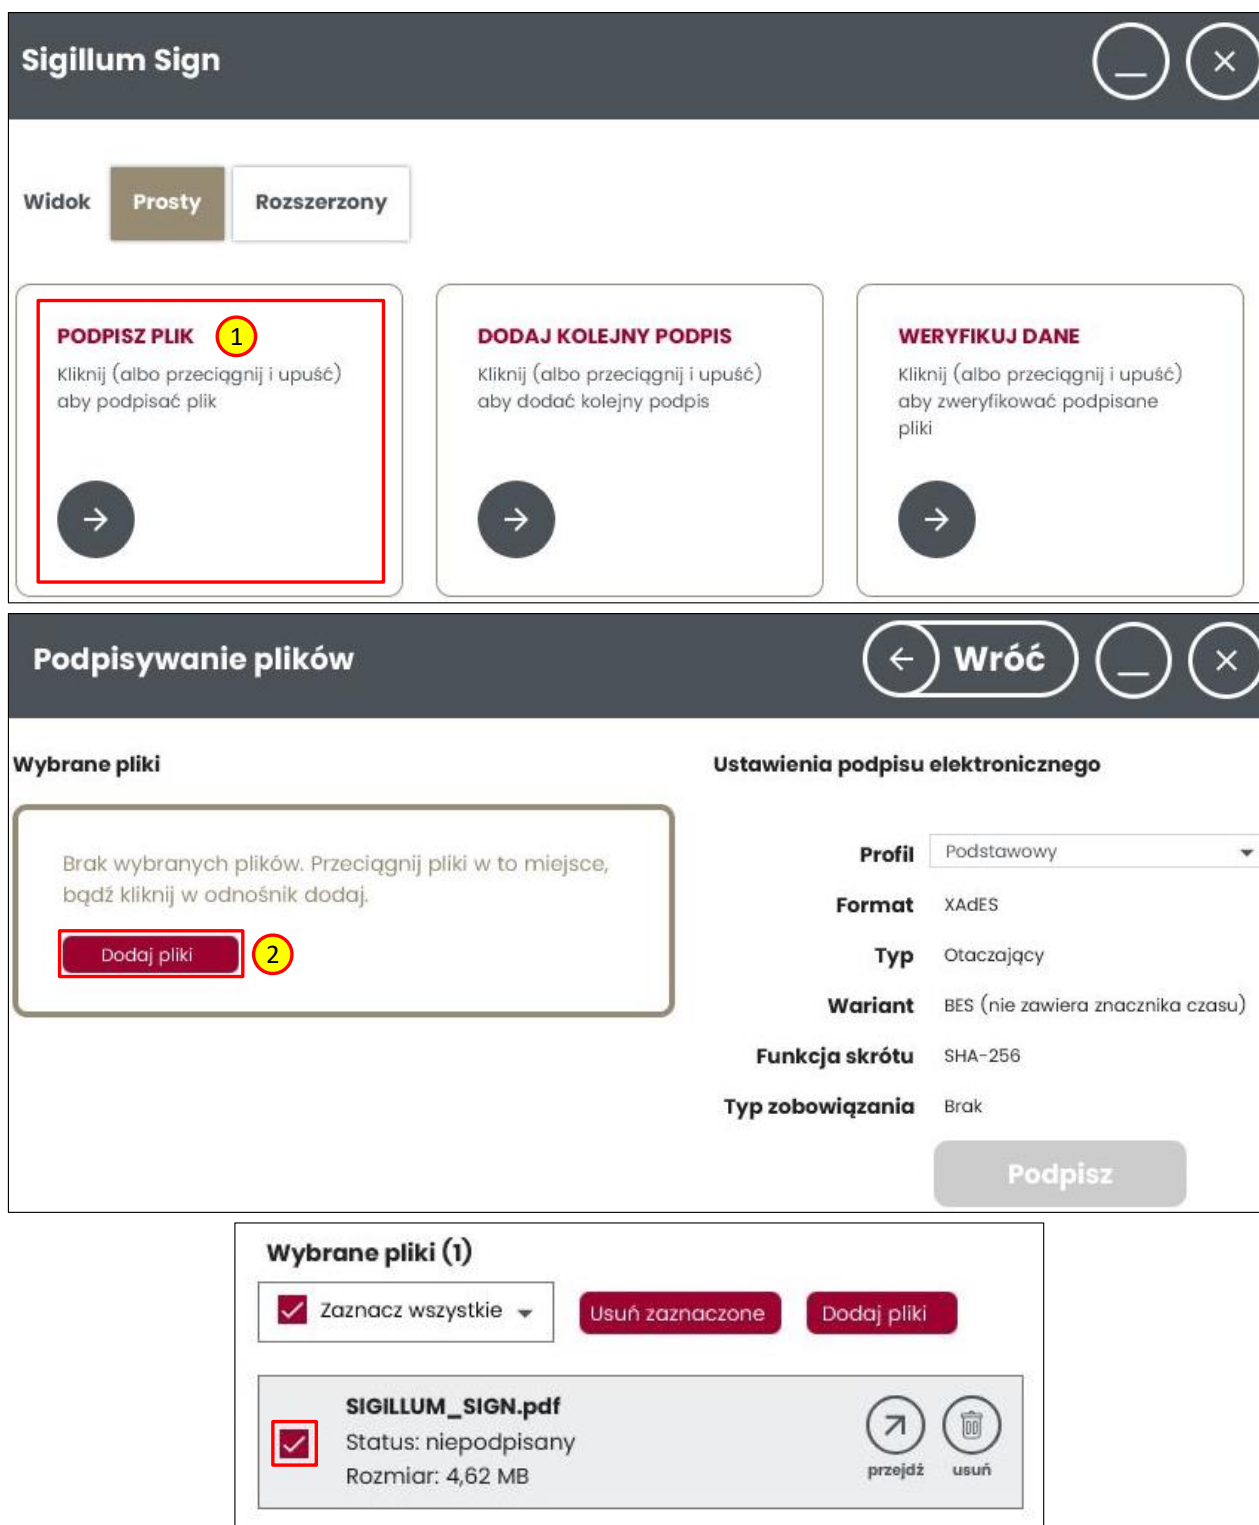 Sigillum Sign
Widok Prosty Rozszerzony
PODPISZ PLIK 1
Kliknij (albo przeciągnij i upuść)
aby podpisać plik
DODAJ KOLEJNY PODPIS
Kliknij (albo przeciągnij i upuść)
aby dodać kolejny podpis
WERYFIKUJ DANE
Kliknij (albo przeciągnij i upuść)
aby zweryfikować podpisane
pliki
Podpisywanie plików
Wróć
Wybrane pliki
Brak wybranych plików. Przeciągnij pliki w to miejsce,
bądź kliknij w odnośnik dodaj.
Dodaj pliki 2
Ustawienia podpisu elektronicznego
Profil Podstawowy
Format XAdES
Typ Otaczający
Wariant BES (nie zawiera znacznika czasu)
Funkcja skrótu SHA-256
Typ zobowiązania Brak
Podpisz
Wybrane pliki (1)
Zaznacz wszystkie Usuń zaznaczone Dodaj pliki
SIGILLUM_SIGN.pdf
Status: niepodpisany
Rozmiar: 4,62 MB
przejdź usuń